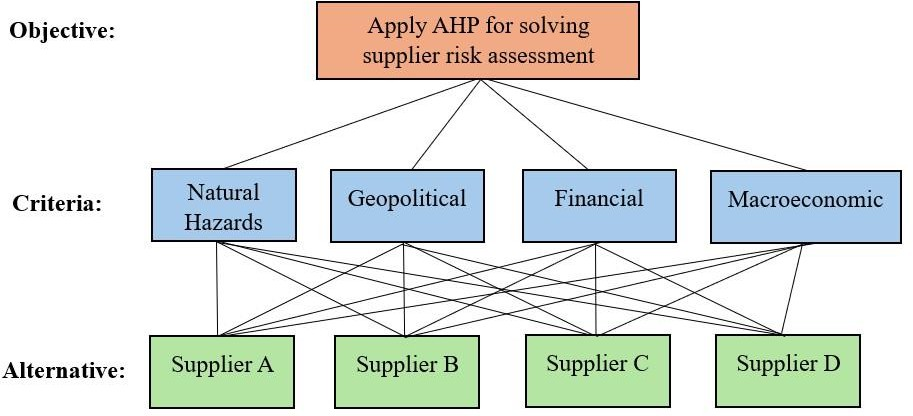 Objective:
Apply AHP for solving
supplier risk assessment
Criteria:
Natural
Hazards
Geopolitical
Financial
Macroeconomic
Alternative:
Supplier A
Supplier B
Supplier C
Supplier D